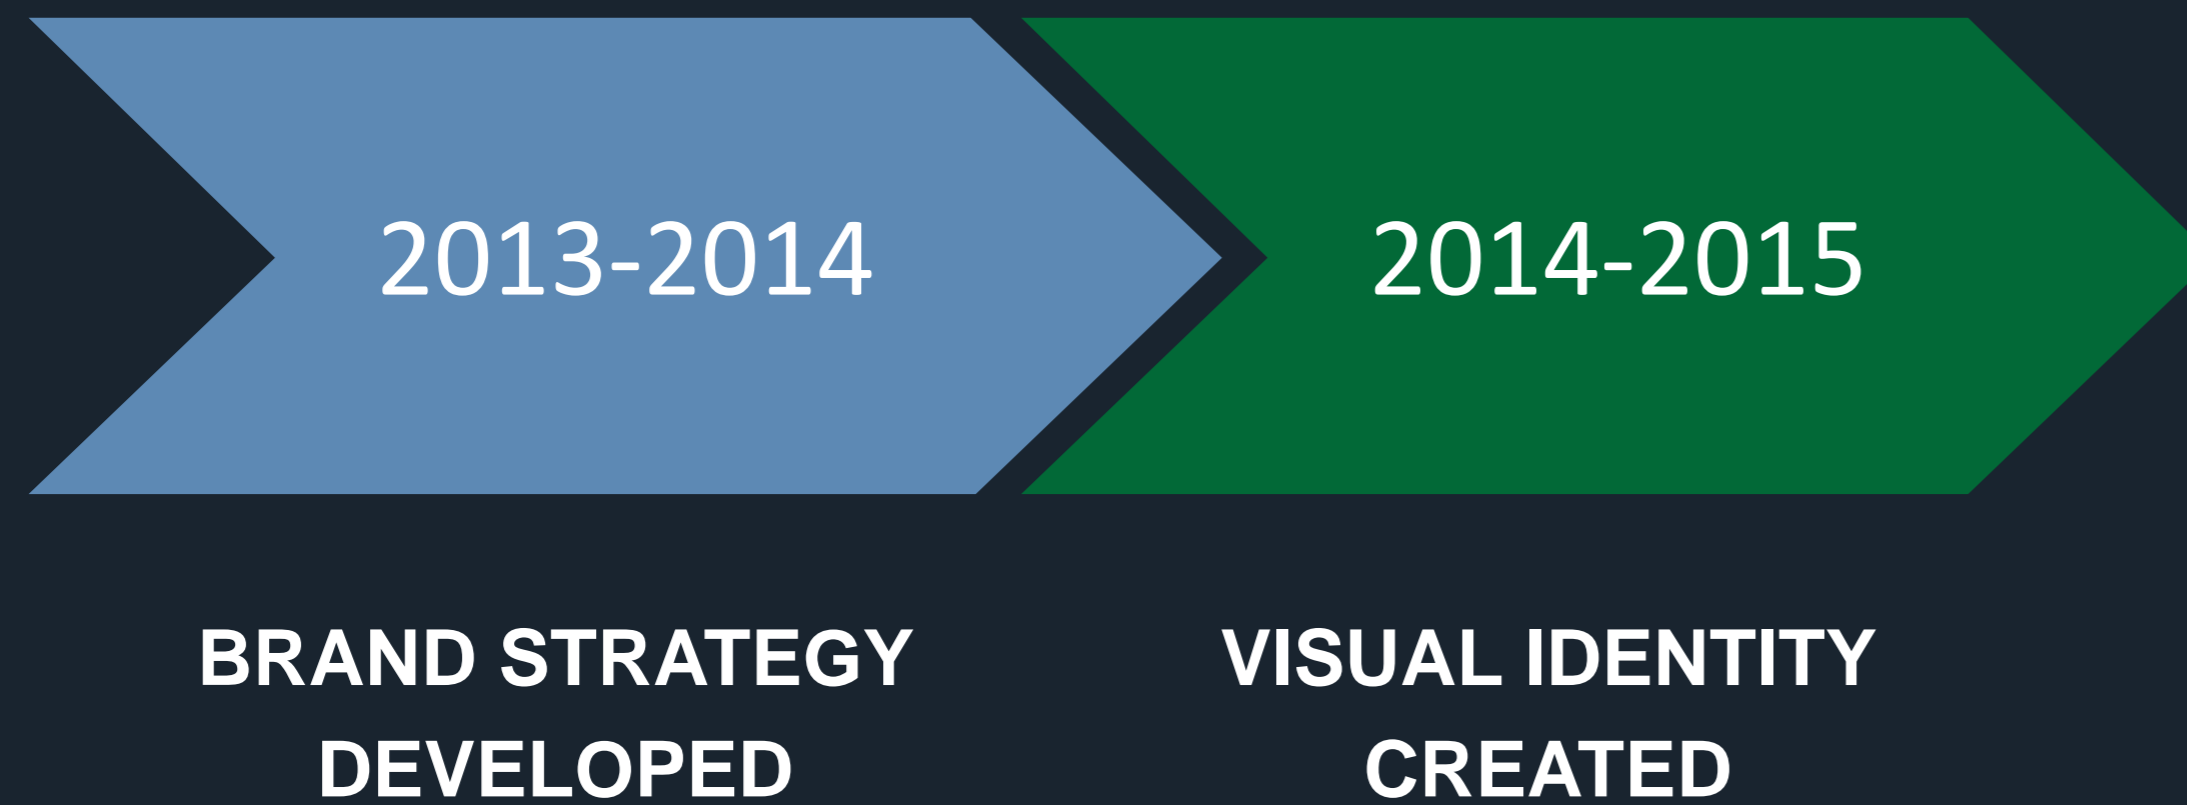 2013-2014
2014-2015
BRAND STRATEGY
DEVELOPED
VISUAL IDENTITY
CREATED